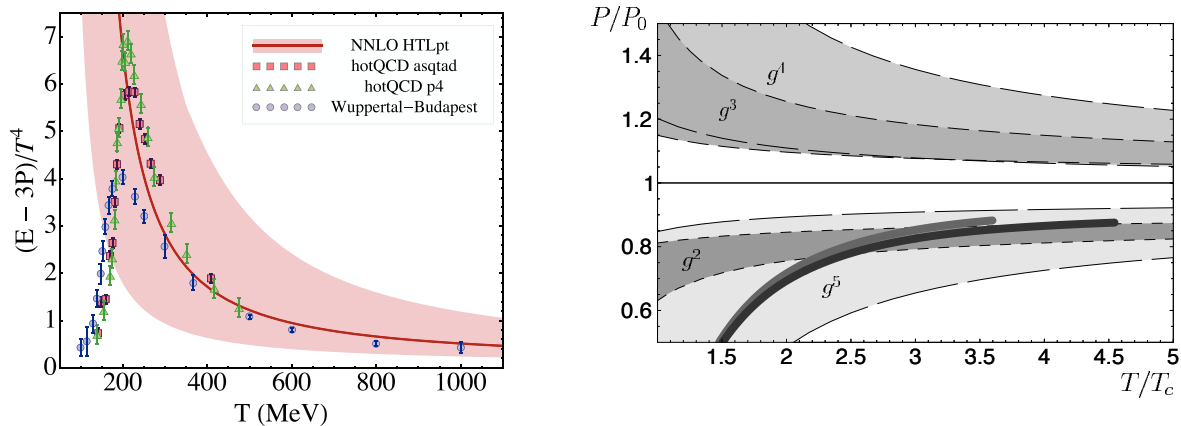 7
6
5
4
3
2
1
0
(E − 3P)/T⁴
200
400
600
800
1000
T (MeV)
NNLO HTLpt
hotQCD asqtad
hotQCD p4
Wuppertal−Budapest
P/P₀
1.4
1.2
1
0.8
0.6
g⁴
g³
g²
g⁵
1.5
2
2.5
3
3.5
4
4.5
5
T/T_c